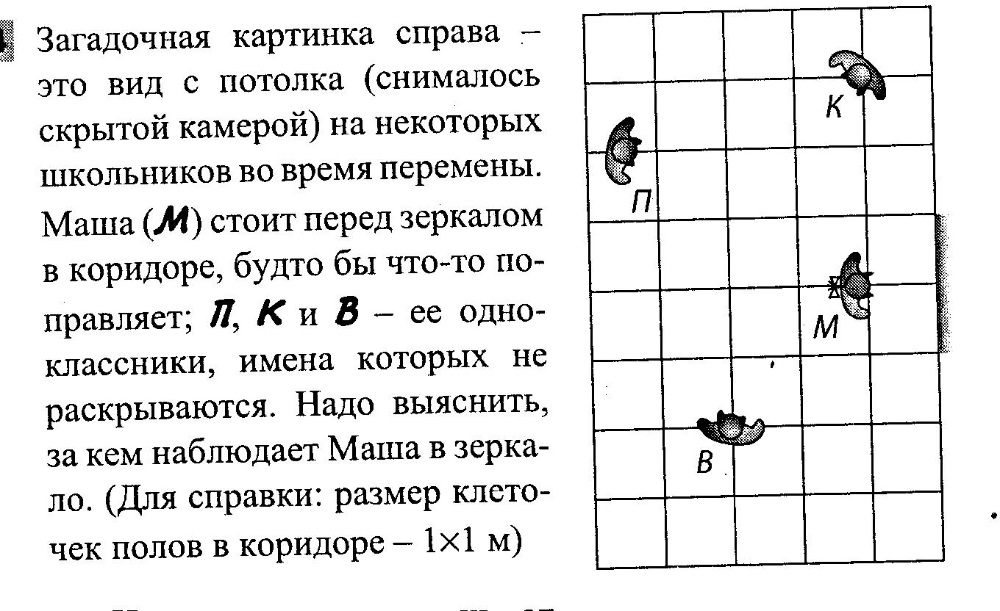 Загадочная картинка справа –
это вид с потолка (снималось
скрытой камерой) на некоторых
школьников во время перемены.
Маша (М) стоит перед зеркалом
в коридоре, будто бы что-то по-
правляет; П, К и В – ее одно-
классники, имена которых не
раскрываются. Надо выяснить,
за кем наблюдает Маша в зерка-
ло. (Для справки: размер клето-
чек полов в коридоре – 1×1 м)
К
П
М
В